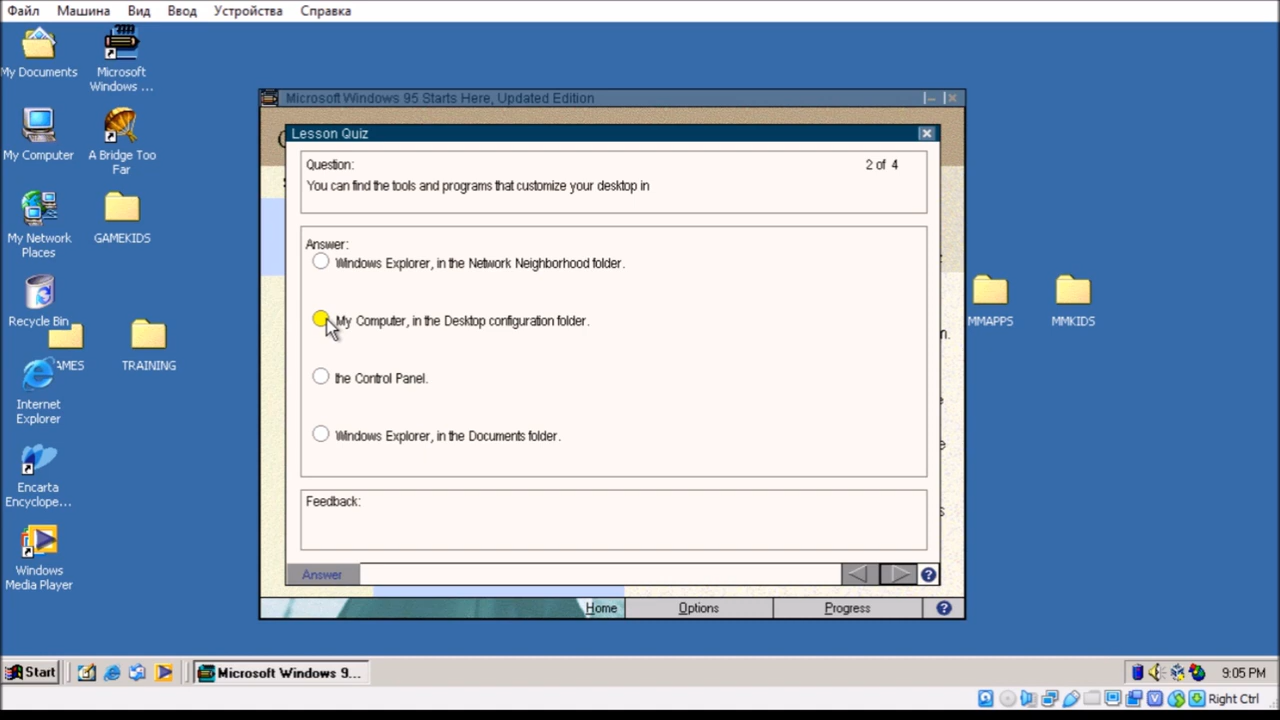 Файл Машина Вид Ввод Устройства Справка
My Documents
Microsoft
Windows ...
My Computer
A Bridge Too
Far
My Network
Places
GAMEKIDS
Recycle Bin
AMES
TRAINING
Internet
Explorer
Encarta
Encyclope...
Windows
Media Player
MMAPPS
MMKIDS
Microsoft Windows 95 Starts Here, Updated Edition
Lesson Quiz
Question:
2 of 4
You can find the tools and programs that customize your desktop in
Answer:
Windows Explorer, in the Network Neighborhood folder.
My Computer, in the Desktop configuration folder.
the Control Panel.
Windows Explorer, in the Documents folder.
Feedback:
Answer
Home
Options
Progress
Start
Microsoft Windows 9...
9:05 PM
Right Ctrl